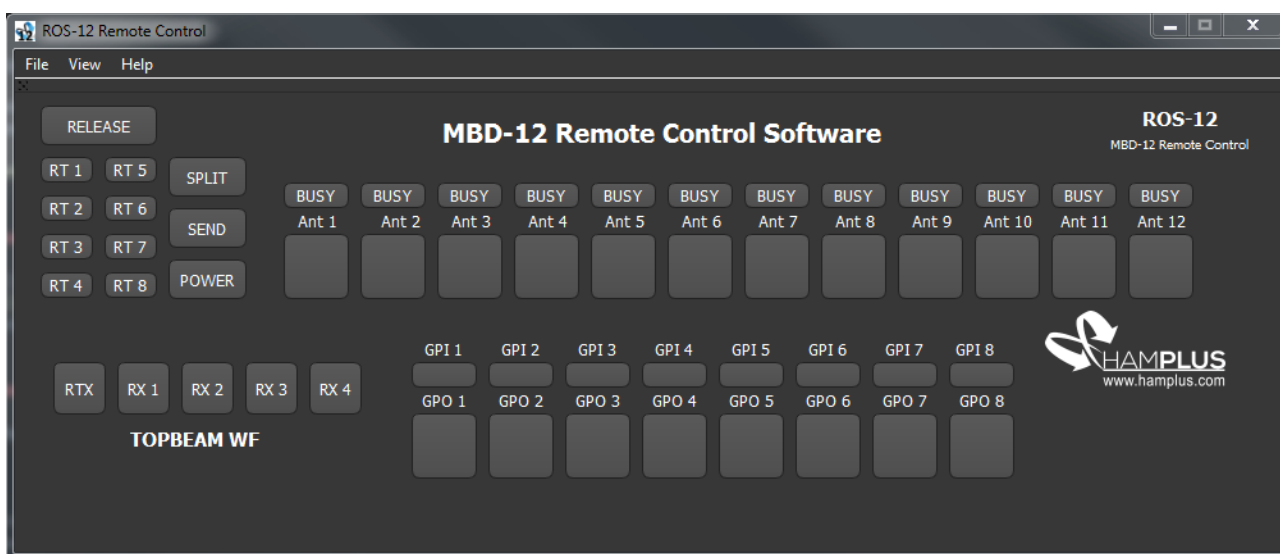 ROS-12 Remote Control
File View Help
RELEASE
MBD-12 Remote Control Software
ROS-12
MBD-12 Remote Control
RT 1 RT 5
RT 2 RT 6
RT 3 RT 7
RT 4 RT 8
SPLIT
SEND
POWER
BUSY BUSY BUSY BUSY BUSY BUSY BUSY BUSY BUSY BUSY BUSY BUSY
Ant 1 Ant 2 Ant 3 Ant 4 Ant 5 Ant 6 Ant 7 Ant 8 Ant 9 Ant 10 Ant 11 Ant 12
RTX RX 1 RX 2 RX 3 RX 4
TOPBEAM WF
GPI 1 GPI 2 GPI 3 GPI 4 GPI 5 GPI 6 GPI 7 GPI 8
GPO 1 GPO 2 GPO 3 GPO 4 GPO 5 GPO 6 GPO 7 GPO 8
HAMPLUS
www.hamplus.com